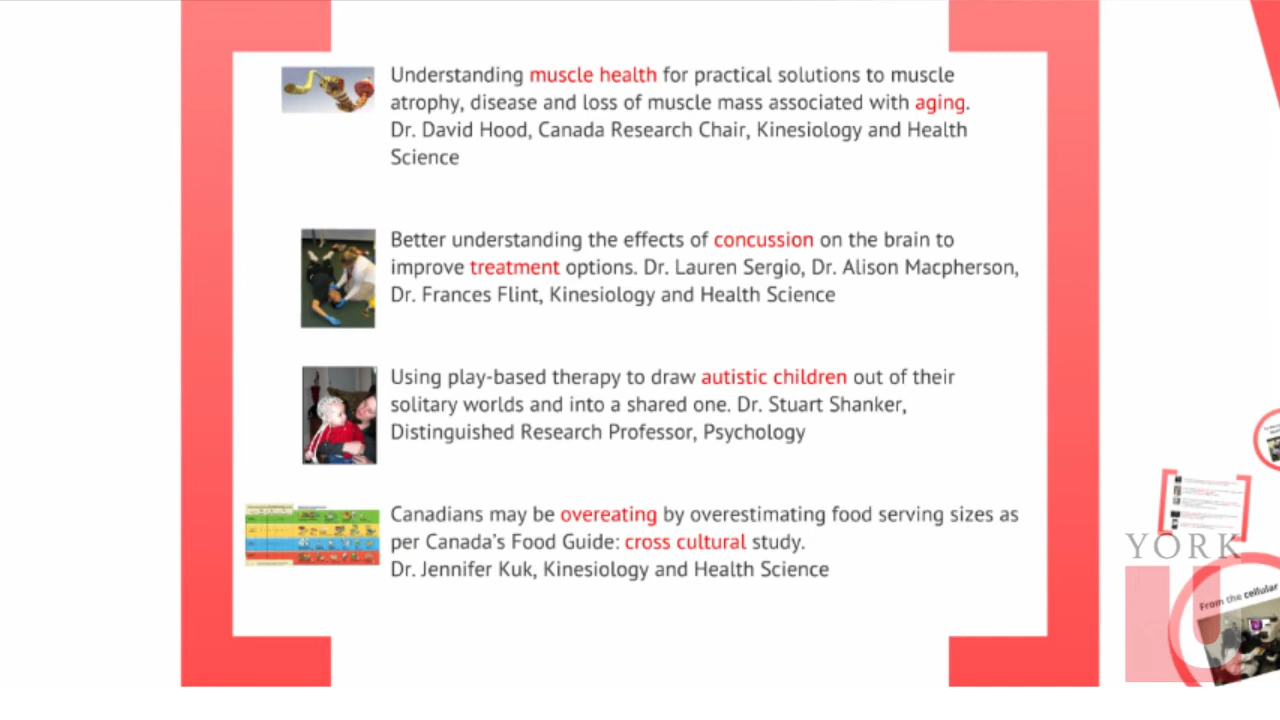 Understanding muscle health for practical solutions to muscle
atrophy, disease and loss of muscle mass associated with aging.
Dr. David Hood, Canada Research Chair, Kinesiology and Health
Science
Better understanding the effects of concussion on the brain to
improve treatment options. Dr. Lauren Sergio, Dr. Alison Macpherson,
Dr. Frances Flint, Kinesiology and Health Science
Using play-based therapy to draw autistic children out of their
solitary worlds and into a shared one. Dr. Stuart Shanker,
Distinguished Research Professor, Psychology
Canadians may be overeating by overestimating food serving sizes as
per Canada's Food Guide: cross cultural study.
Dr. Jennifer Kuk, Kinesiology and Health Science
YORK
U
From the cellular